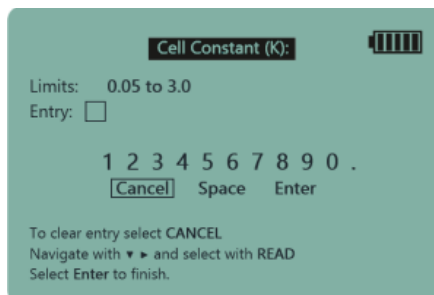 Cell Constant (K):
Limits: 0.05 to 3.0
Entry:
1 2 3 4 5 6 7 8 9 0 .
Cancel Space Enter
To clear entry select CANCEL
Navigate with ▼ ► and select with READ
Select Enter to finish.